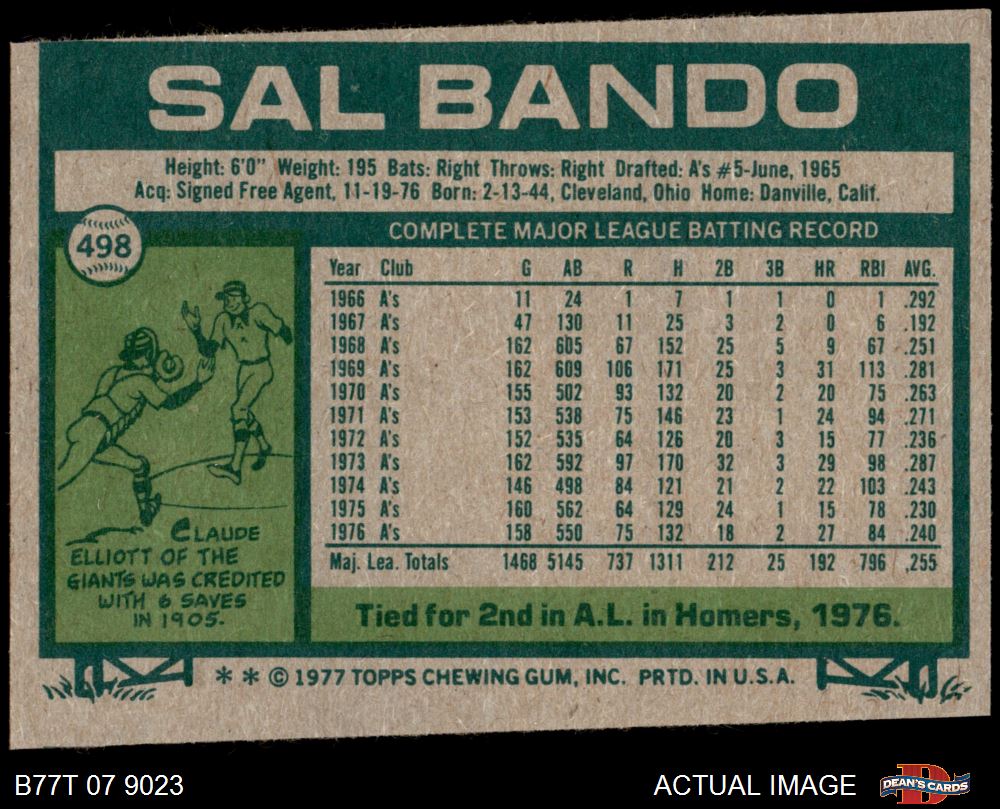 SAL BANDO
Height: 6'0" Weight: 195 Bats: Right Throws: Right Drafted: A's #5-June, 1965
Acq: Signed Free Agent, 11-19-76 Born: 2-13-44, Cleveland, Ohio Home: Danville, Calif.
498
COMPLETE MAJOR LEAGUE BATTING RECORD
Year Club G AB R H 2B 3B HR RBI AVG.
1966 A's 11 24 1 7 1 1 0 1 .292
1967 A's 47 130 11 25 3 2 0 6 .192
1968 A's 162 605 67 152 25 5 9 67 .251
1969 A's 162 609 106 171 25 3 31 113 .281
1970 A's 155 502 93 132 20 2 20 75 .263
1971 A's 153 538 75 146 23 1 24 94 .271
1972 A's 152 535 64 126 20 3 15 77 .236
1973 A's 162 592 97 170 32 3 29 98 .287
1974 A's 146 498 84 121 21 2 22 103 .243
1975 A's 160 562 64 129 24 1 15 78 .230
1976 A's 158 550 75 132 18 2 27 84 .240
Maj. Lea. Totals 1468 5145 737 1311 212 25 192 796 .255
A
CLAUDE
ELLIOTT OF THE
GIANTS WAS CREDITED
WITH 6 SAVES
IN 1905.
Tied for 2nd in A.L. in Homers, 1976.
* * © 1977 TOPPS CHEWING GUM, INC. PRTD. IN U.S.A.
B77T 07 9023
ACTUAL IMAGE
D
DEAN'S CARDS